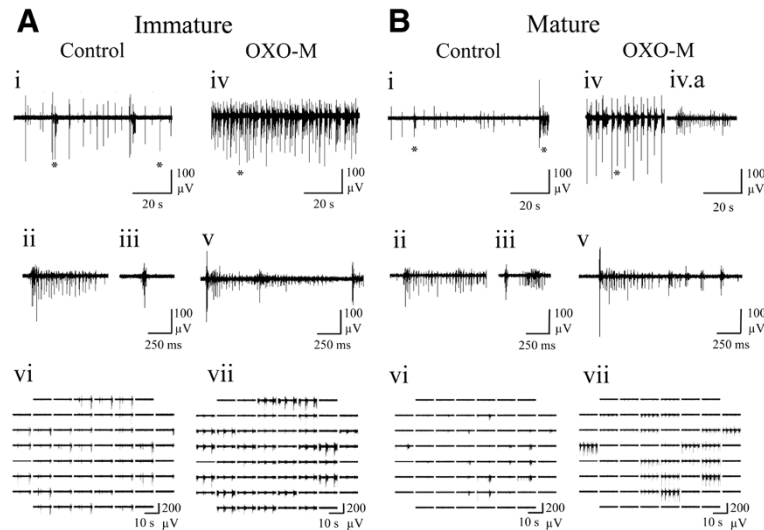 A Immature
Control OXO-M
i iv
* * *
100 µV 100 µV
20 s 20 s
ii iii v
100 µV 100 µV
250 ms 250 ms
vi vii
200 200
10 s µV 10 s µV
B Mature
Control OXO-M
i iv iv.a
* * *
100 µV 100 µV
20 s 20 s
ii iii v
100 µV 100 µV
250 ms 250 ms
vi vii
200 200
10 s µV 10 s µV